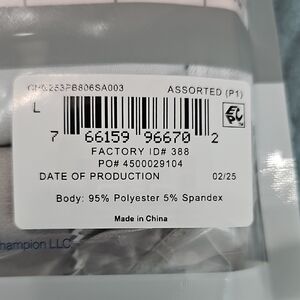 ASSORTED (P1)
L
7 66159 96670 2
FACTORY ID# 388
PO# 4500029104
DATE OF PRODUCTION 02/25
Body: 95% Polyester 5% Spandex
Made in China
hampion LLC